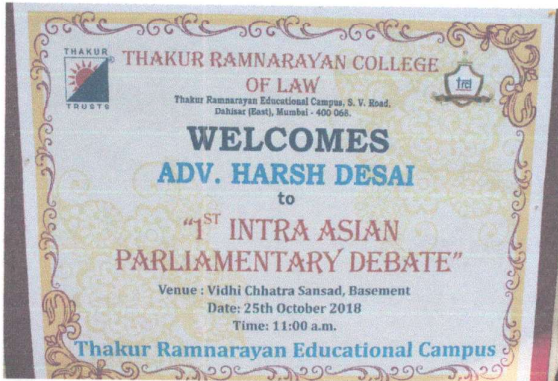 THAKUR
TRUSTS
THAKUR RAMNARAYAN COLLEGE
OF LAW
Thakur Ramnarayan Educational Campus, S. V. Road,
Dahisar (East), Mumbai - 400 068.
WELCOMES
ADV. HARSH DESAI
to
"1ST INTRA ASIAN
PARLIAMENTARY DEBATE"
Venue : Vidhi Chhatra Sansad, Basement
Date: 25th October 2018
Time: 11:00 a.m.
Thakur Ramnarayan Educational Campus